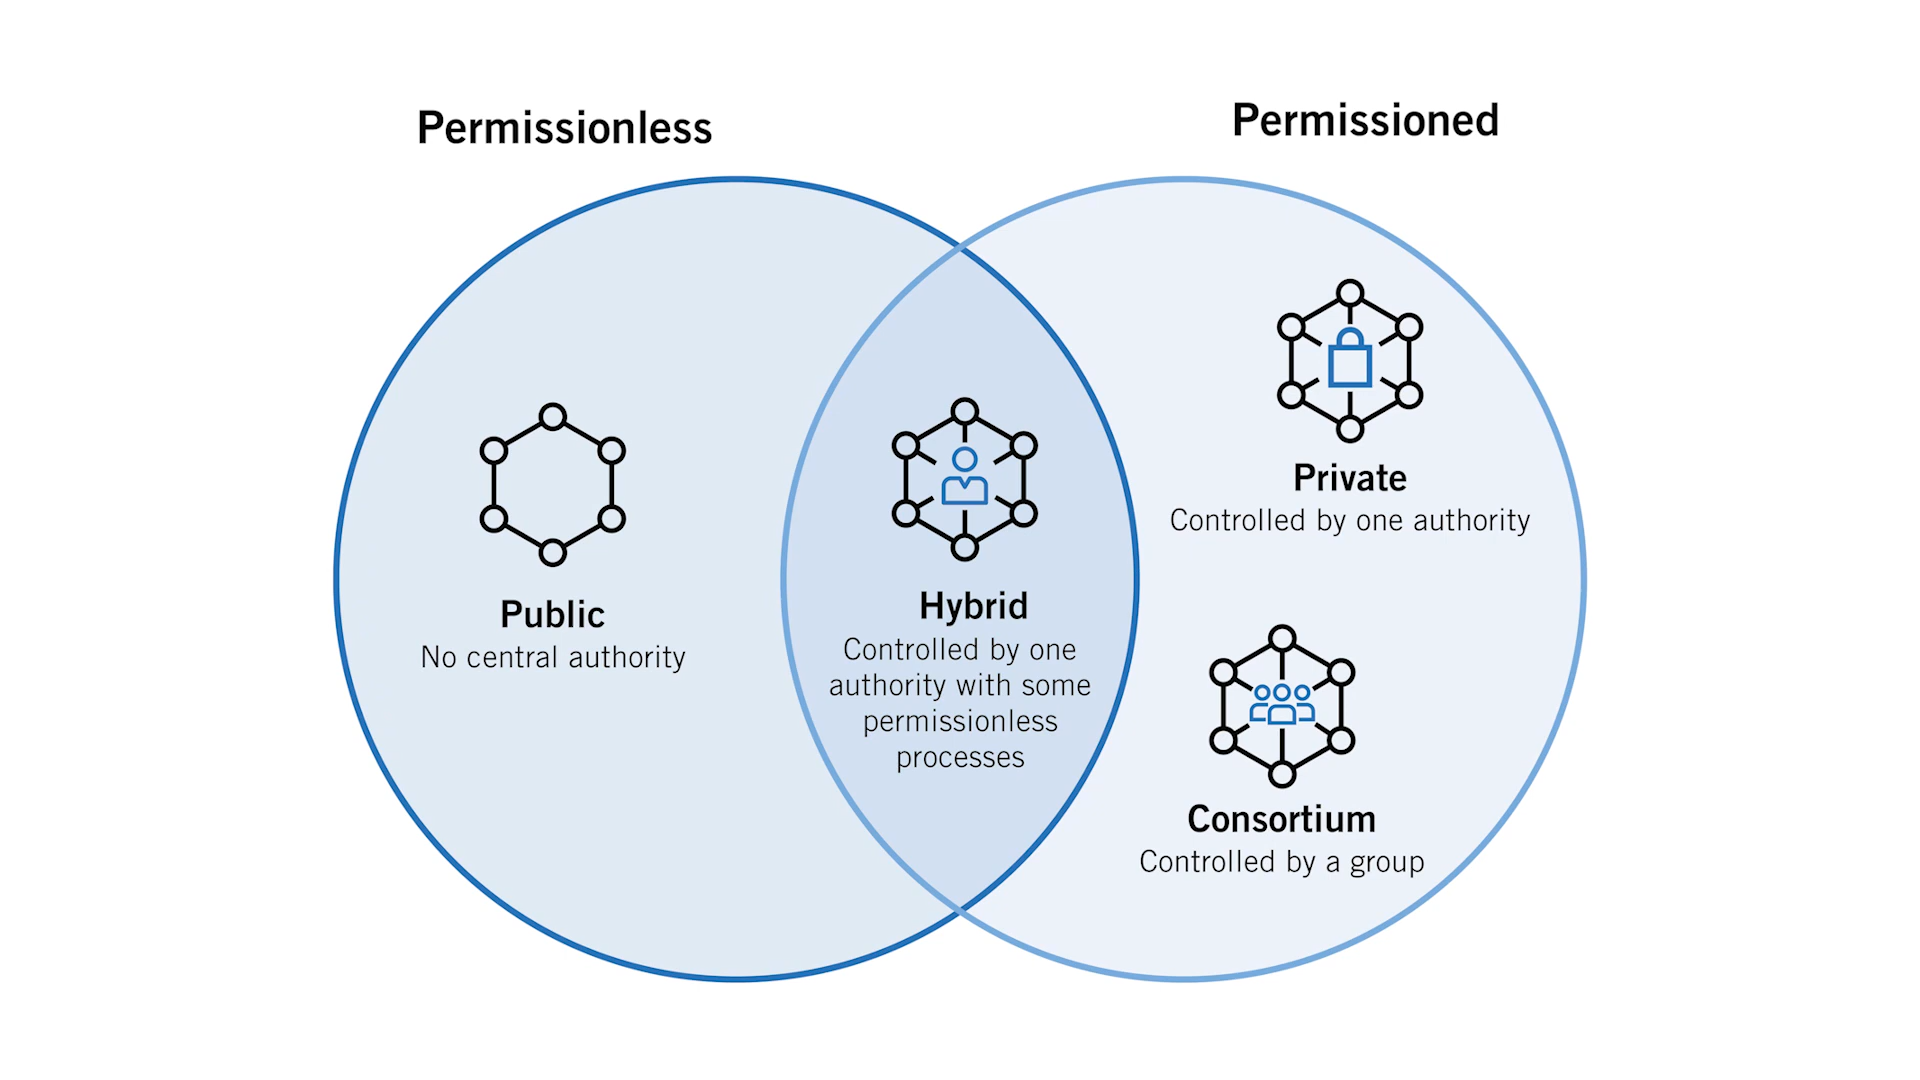 Permissionless
Permissioned
Public
No central authority
Hybrid
Controlled by one
authority with some
permissionless
processes
Private
Controlled by one authority
Consortium
Controlled by a group